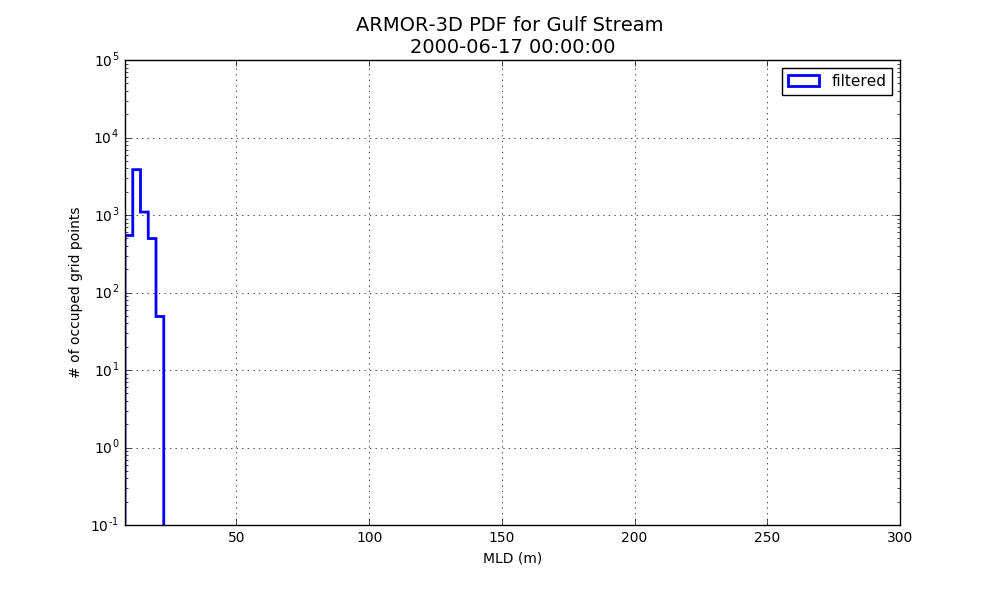 ARMOR-3D PDF for Gulf Stream
2000-06-17 00:00:00
filtered
# of occuped grid points
10^5
10^4
10^3
10^2
10^1
10^0
10^-1
50 100 150 200 250 300
MLD (m)